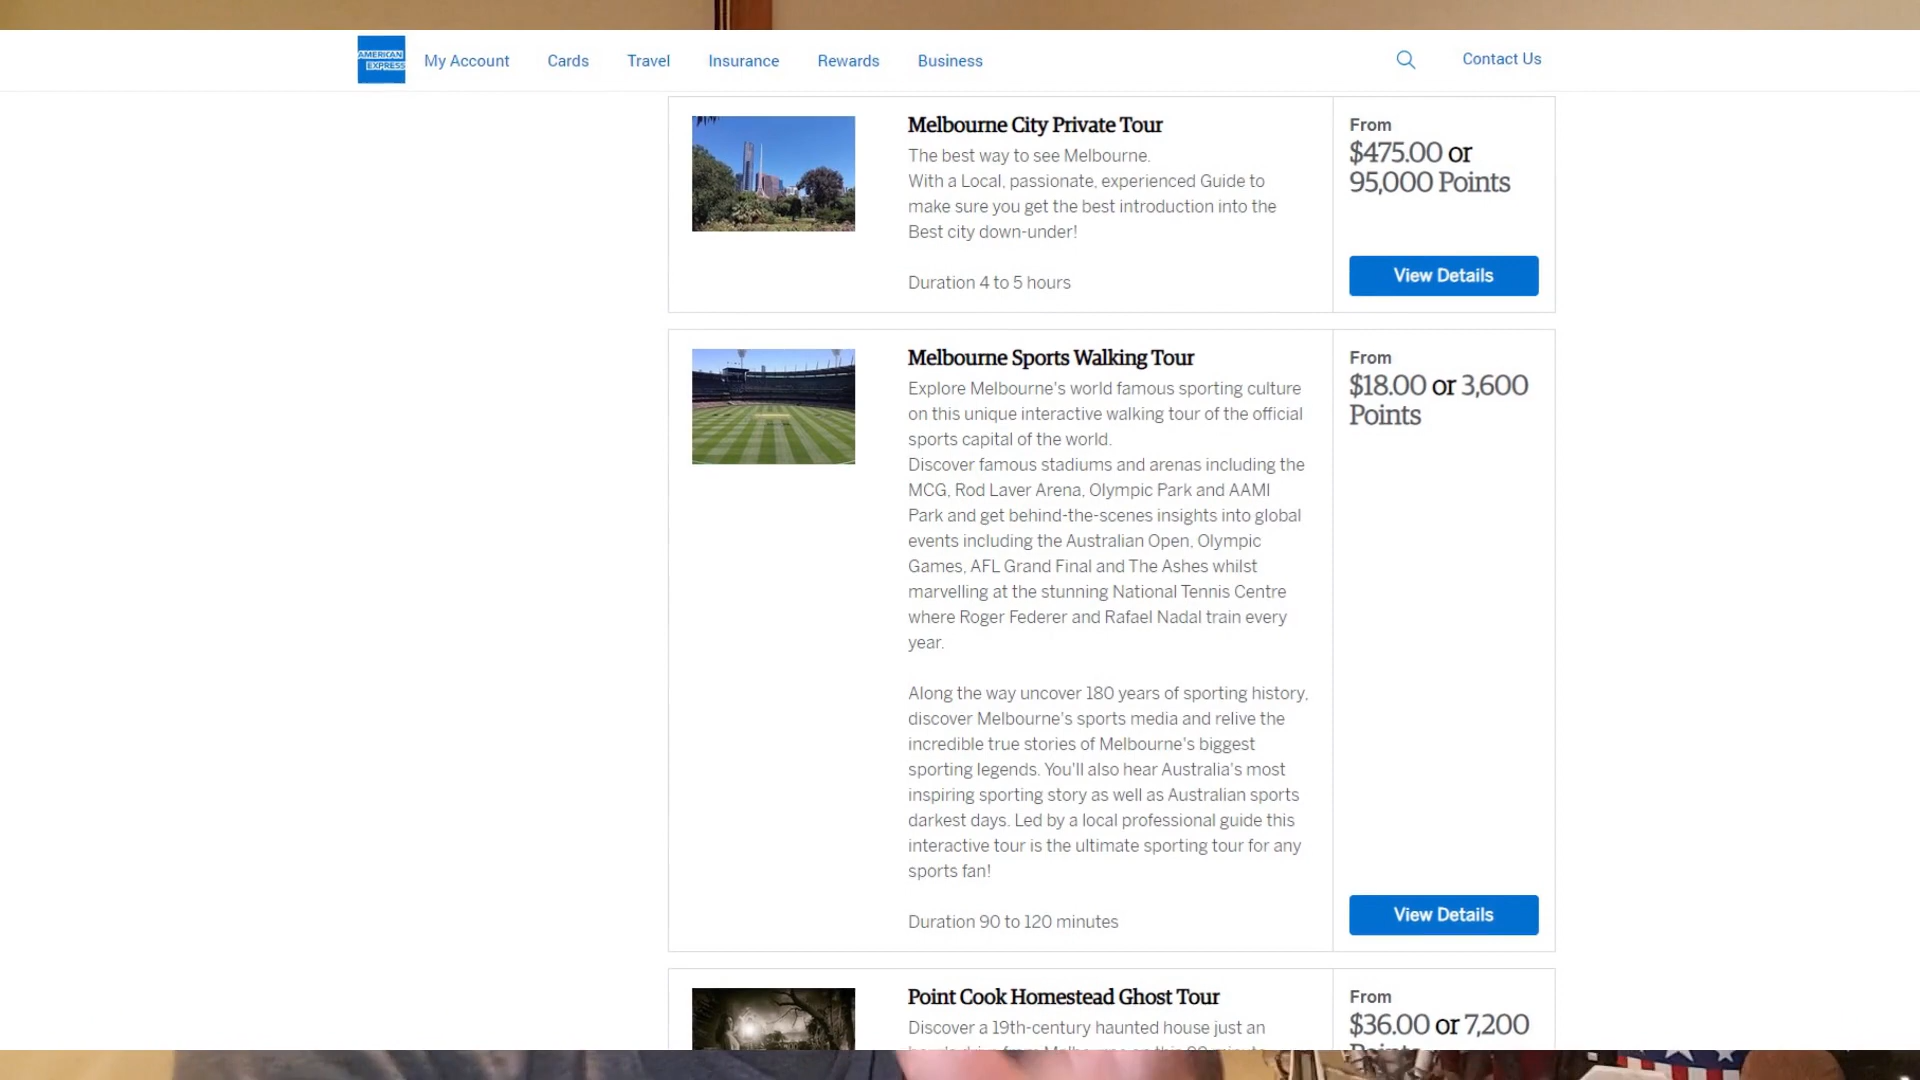 AMERICAN
EXPRESS
My Account
Cards
Travel
Insurance
Rewards
Business
Contact Us
Melbourne City Private Tour
The best way to see Melbourne.
With a Local, passionate, experienced Guide to
make sure you get the best introduction into the
Best city down-under!
Duration 4 to 5 hours
From
$475.00 or
95,000 Points
View Details
Melbourne Sports Walking Tour
Explore Melbourne's world famous sporting culture
on this unique interactive walking tour of the official
sports capital of the world.
Discover famous stadiums and arenas including the
MCG, Rod Laver Arena, Olympic Park and AAMI
Park and get behind-the-scenes insights into global
events including the Australian Open, Olympic
Games, AFL Grand Final and The Ashes whilst
marvelling at the stunning National Tennis Centre
where Roger Federer and Rafael Nadal train every
year.
Along the way uncover 180 years of sporting history,
discover Melbourne's sports media and relive the
incredible true stories of Melbourne's biggest
sporting legends. You'll also hear Australia's most
inspiring sporting story as well as Australian sports
darkest days. Led by a local professional guide this
interactive tour is the ultimate sporting tour for any
sports fan!
Duration 90 to 120 minutes
From
$18.00 or 3,600
Points
View Details
Point Cook Homestead Ghost Tour
Discover a 19th-century haunted house just an
From
$36.00 or 7,200